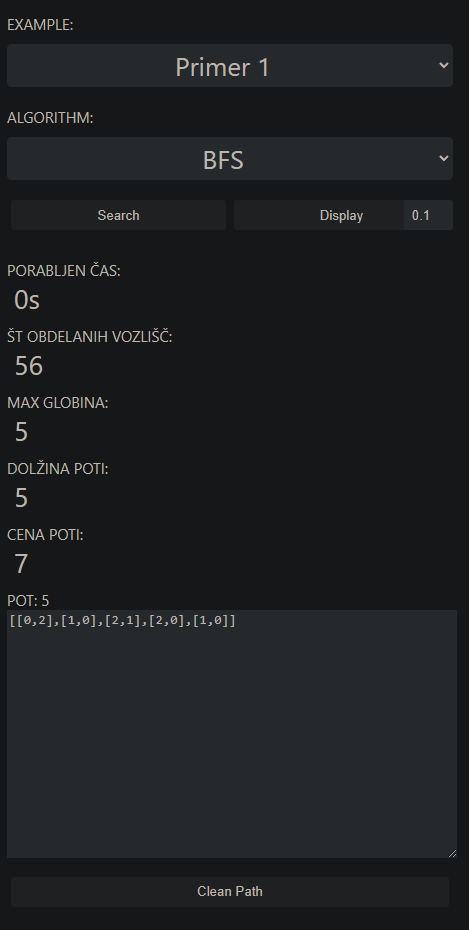 EXAMPLE:
Primer 1
ALGORITHM:
BFS
Search Display 0.1
PORABLJEN ČAS:
0s
ŠT OBDELANIH VOZLIŠČ:
56
MAX GLOBINA:
5
DOLŽINA POTI:
5
CENA POTI:
7
POT: 5
[[0,2],[1,0],[2,1],[2,0],[1,0]]
Clean Path